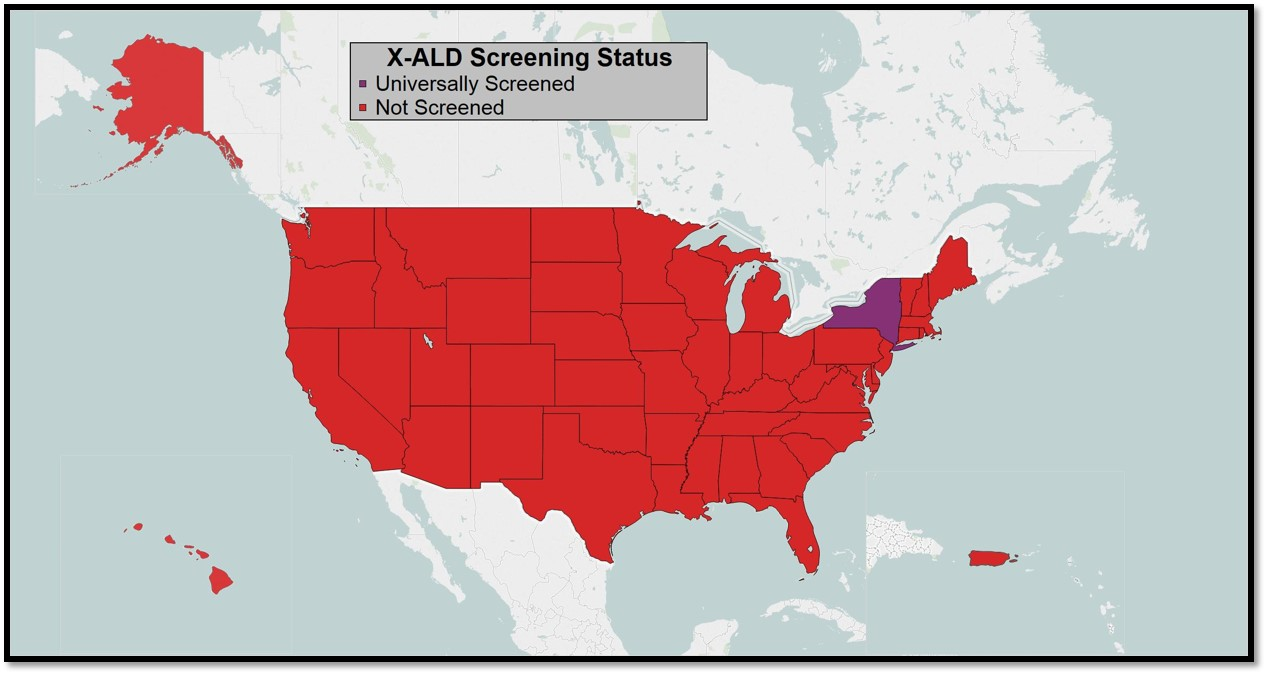 X-ALD Screening Status
Universally Screened
Not Screened